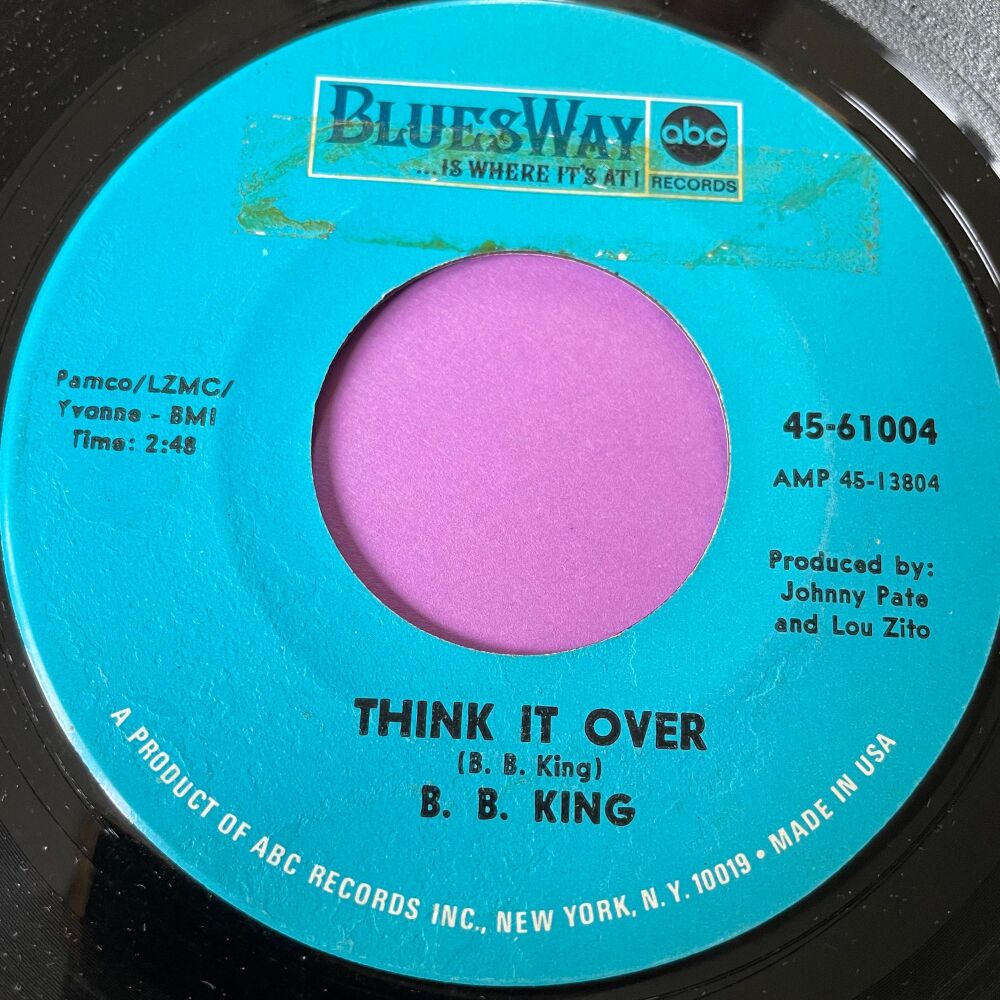 BLUESWAY
...IS WHERE IT'S AT!
abc
RECORDS
Pamco/LZMC/
Yvonne - BMI
Time: 2:48
45-61004
AMP 45-13804
Produced by:
Johnny Pate
and Lou Zito
THINK IT OVER
(B. B. King)
B. B. KING
A PRODUCT OF ABC RECORDS INC., NEW YORK, N.Y. 10019 • MADE IN USA